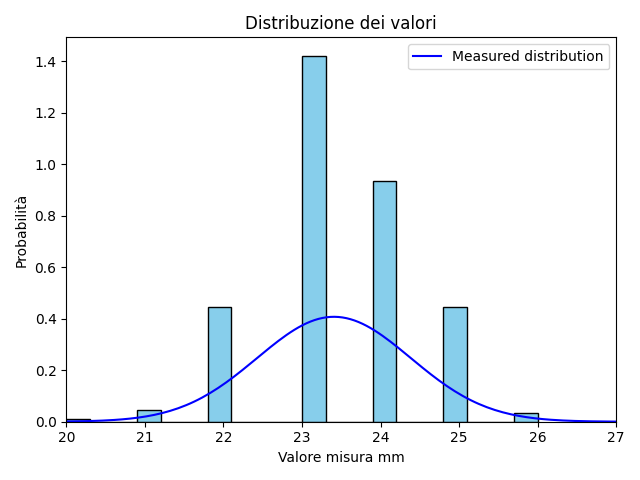 Distribuzione dei valori
Measured distribution
Probabilità
1.4
1.2
1.0
0.8
0.6
0.4
0.2
0.0
20 21 22 23 24 25 26 27
Valore misura mm